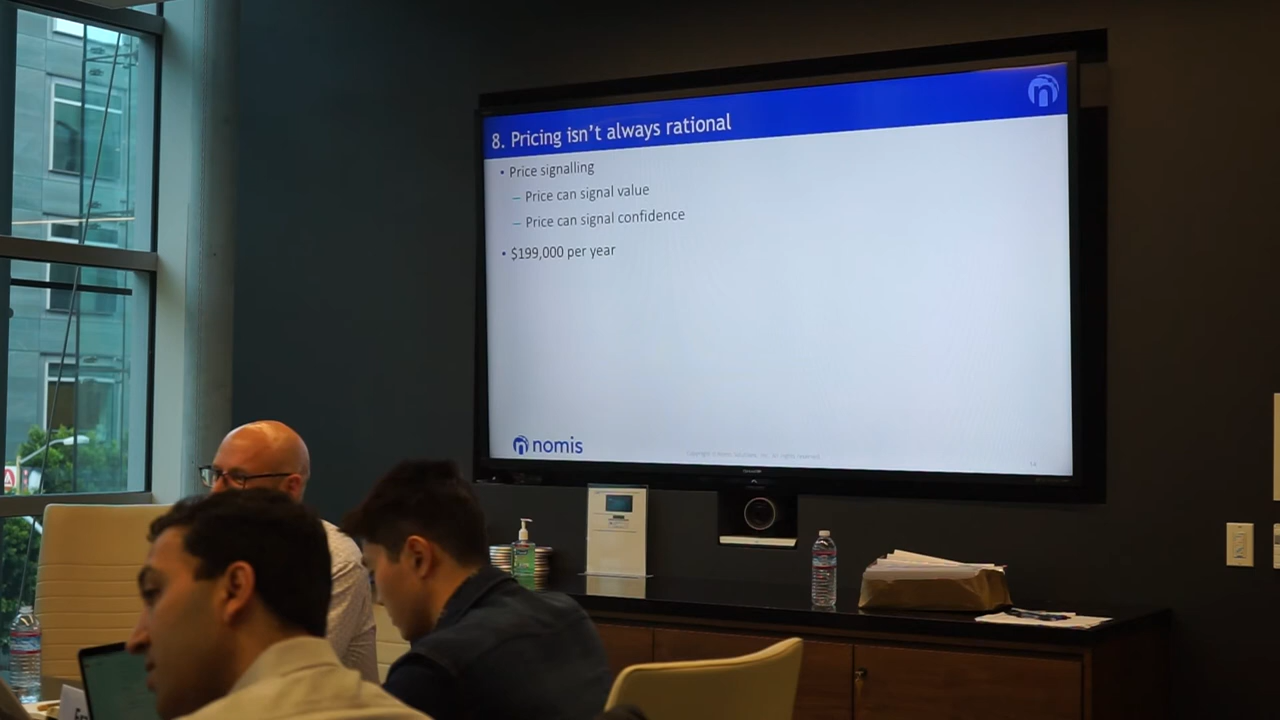 8. Pricing isn't always rational
• Price signalling
– Price can signal value
– Price can signal confidence
• $199,000 per year
nomis